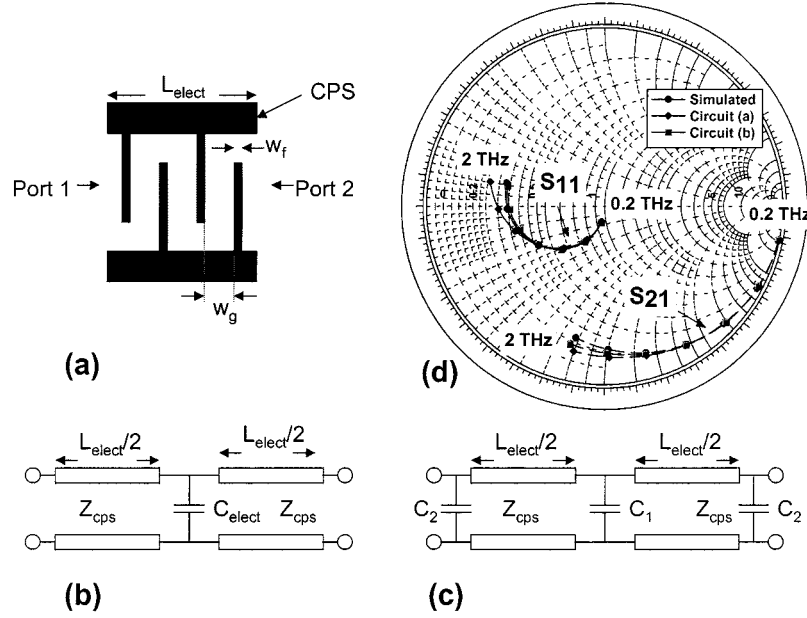 L_elect
CPS
w_f
Port 1
Port 2
w_g
(a)
Simulated
Circuit (a)
Circuit (b)
2 THz
S11
0.2 THz
0.2 THz
S21
2 THz
(d)
L_elect/2
L_elect/2
Z_cps
C_elect
Z_cps
(b)
L_elect/2
L_elect/2
C_2
Z_cps
C_1
Z_cps
C_2
(c)